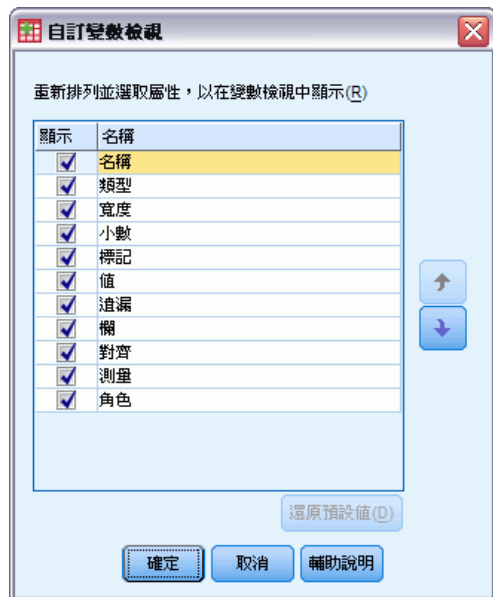 自訂變數檢視
重新排列並選取屬性，以在變數檢視中顯示(R)
顯示 名稱
名稱
類型
寬度
小數
標記
值
遺漏
欄
對齊
測量
角色
還原預設值(D)
確定 取消 輔助說明